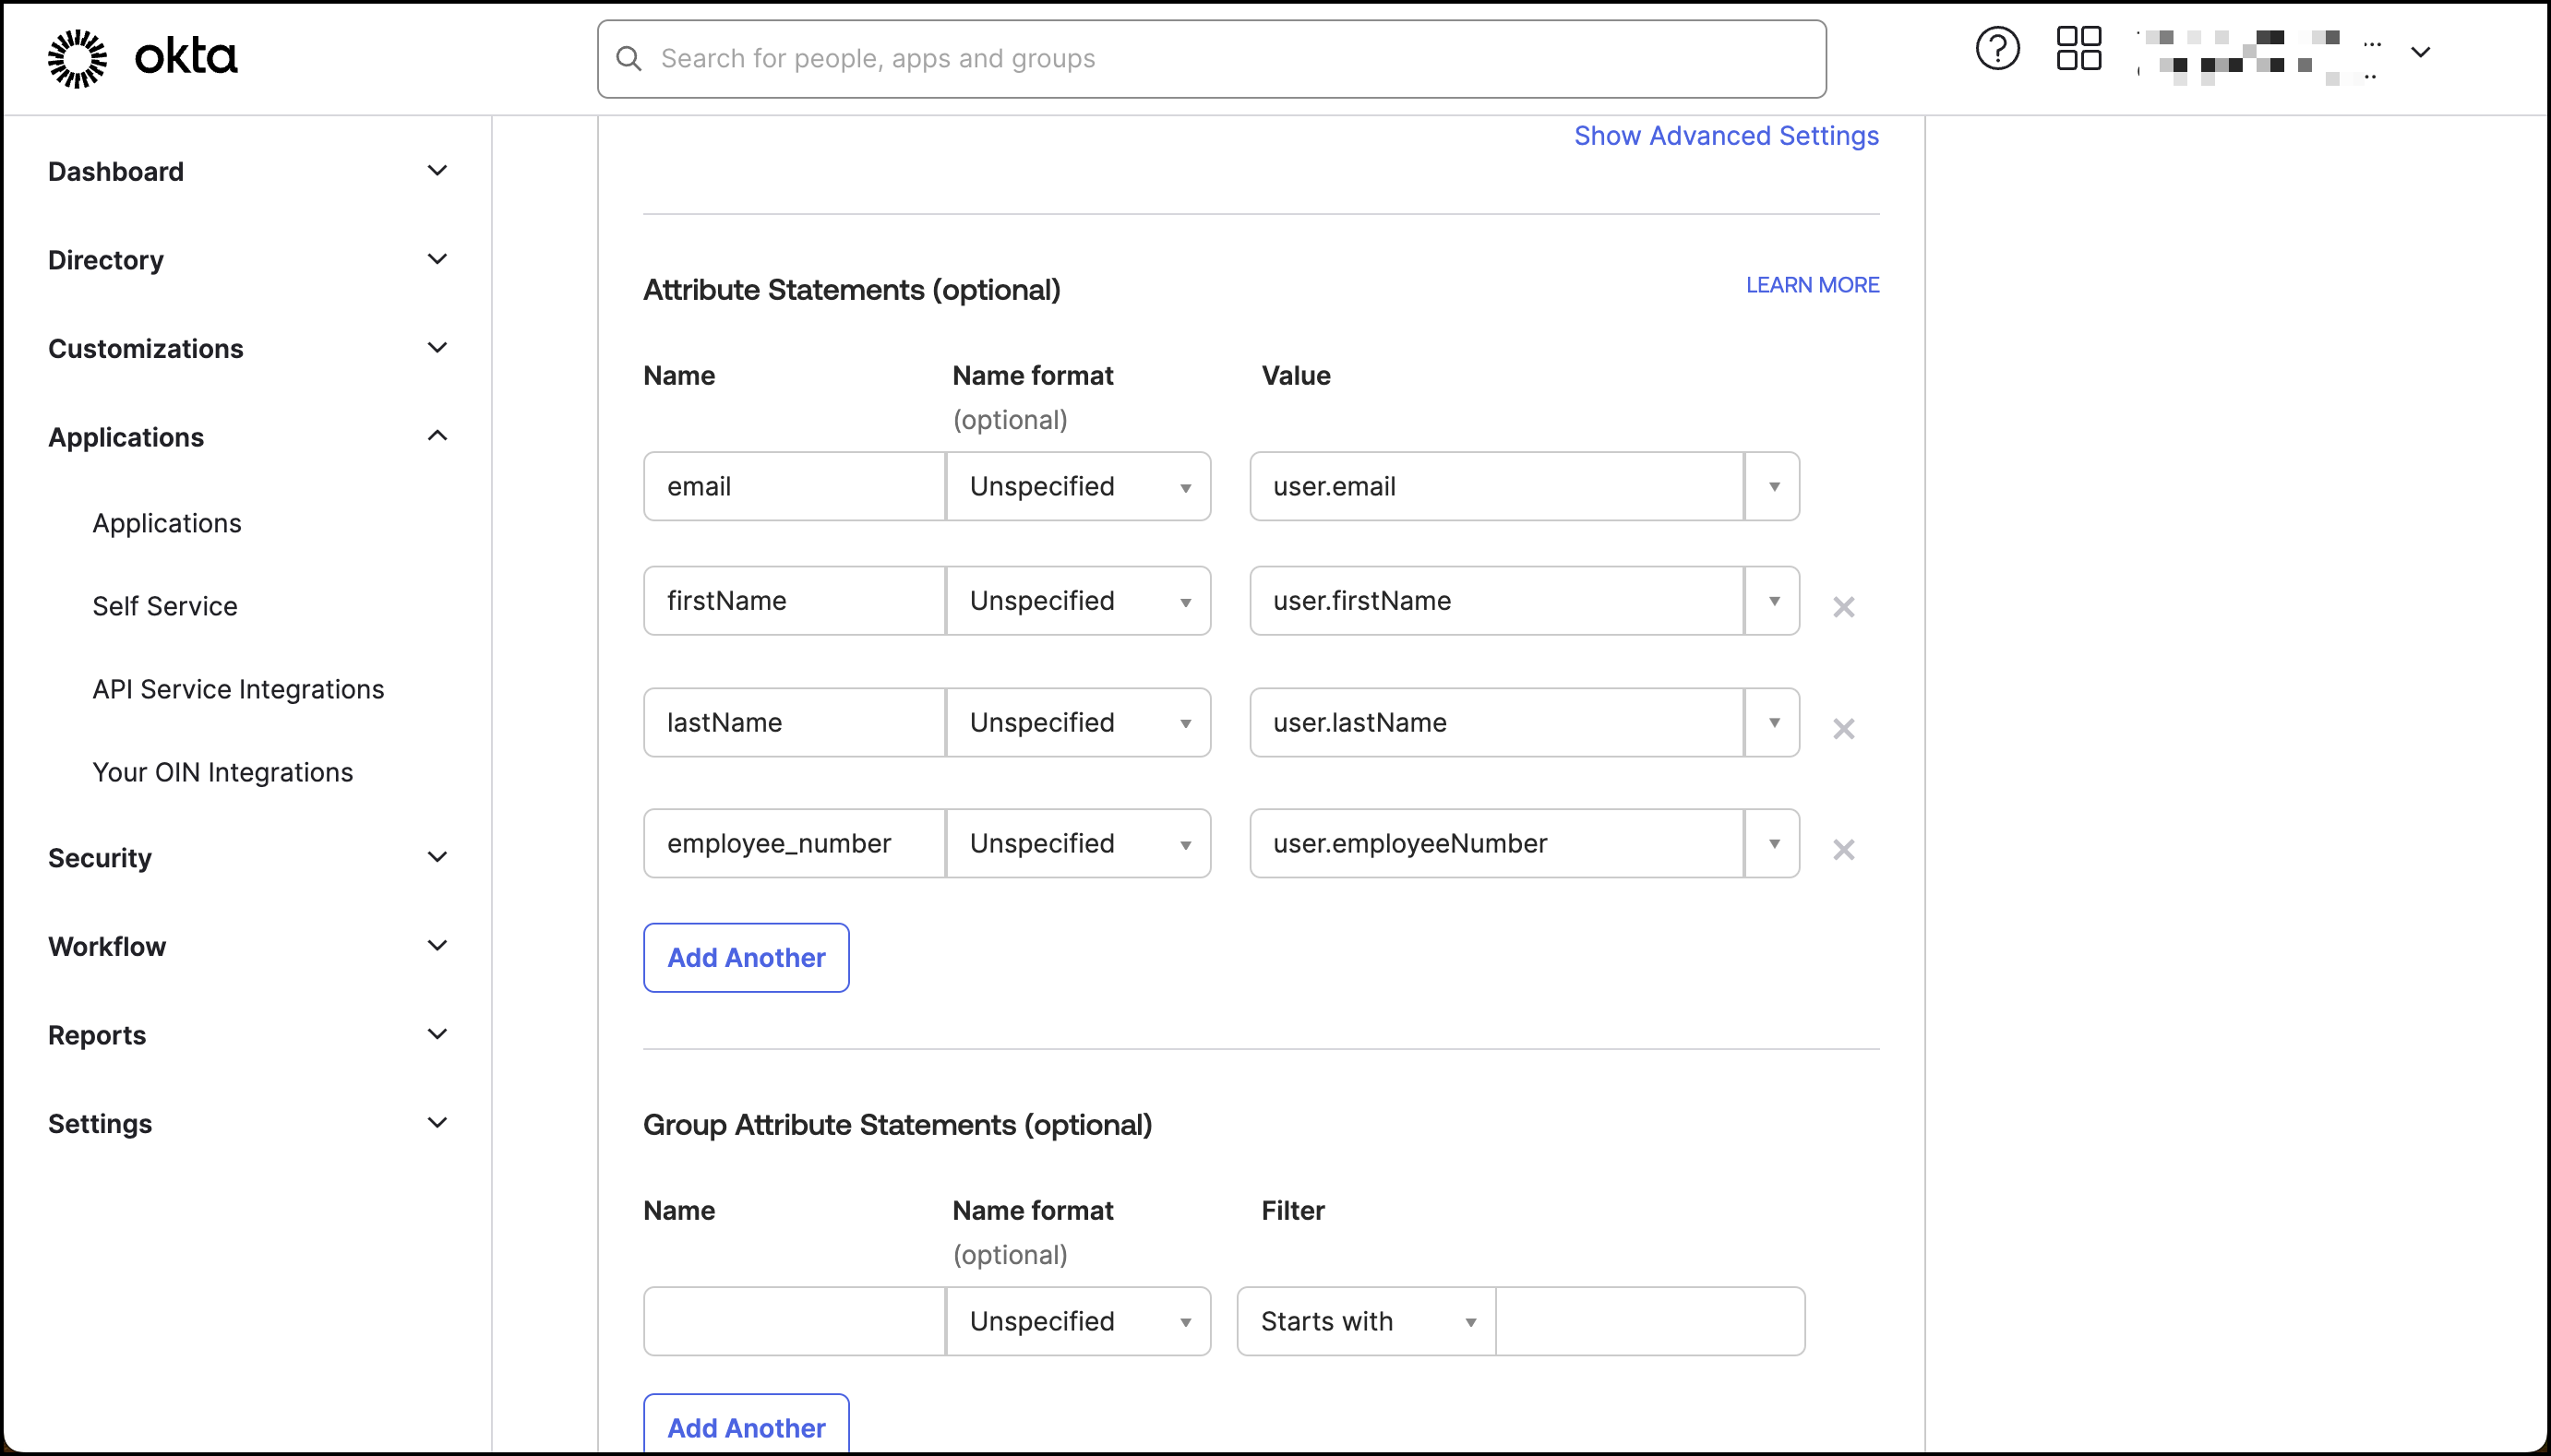 okta
Search for people, apps and groups
Dashboard
Directory
Customizations
Applications
Applications
Self Service
API Service Integrations
Your OIN Integrations
Security
Workflow
Reports
Settings
Show Advanced Settings
Attribute Statements (optional)
LEARN MORE
Name Name format Value
(optional)
email Unspecified user.email
firstName Unspecified user.firstName
lastName Unspecified user.lastName
employee_number Unspecified user.employeeNumber
Add Another
Group Attribute Statements (optional)
Name Name format Filter
(optional)
Unspecified Starts with
Add Another